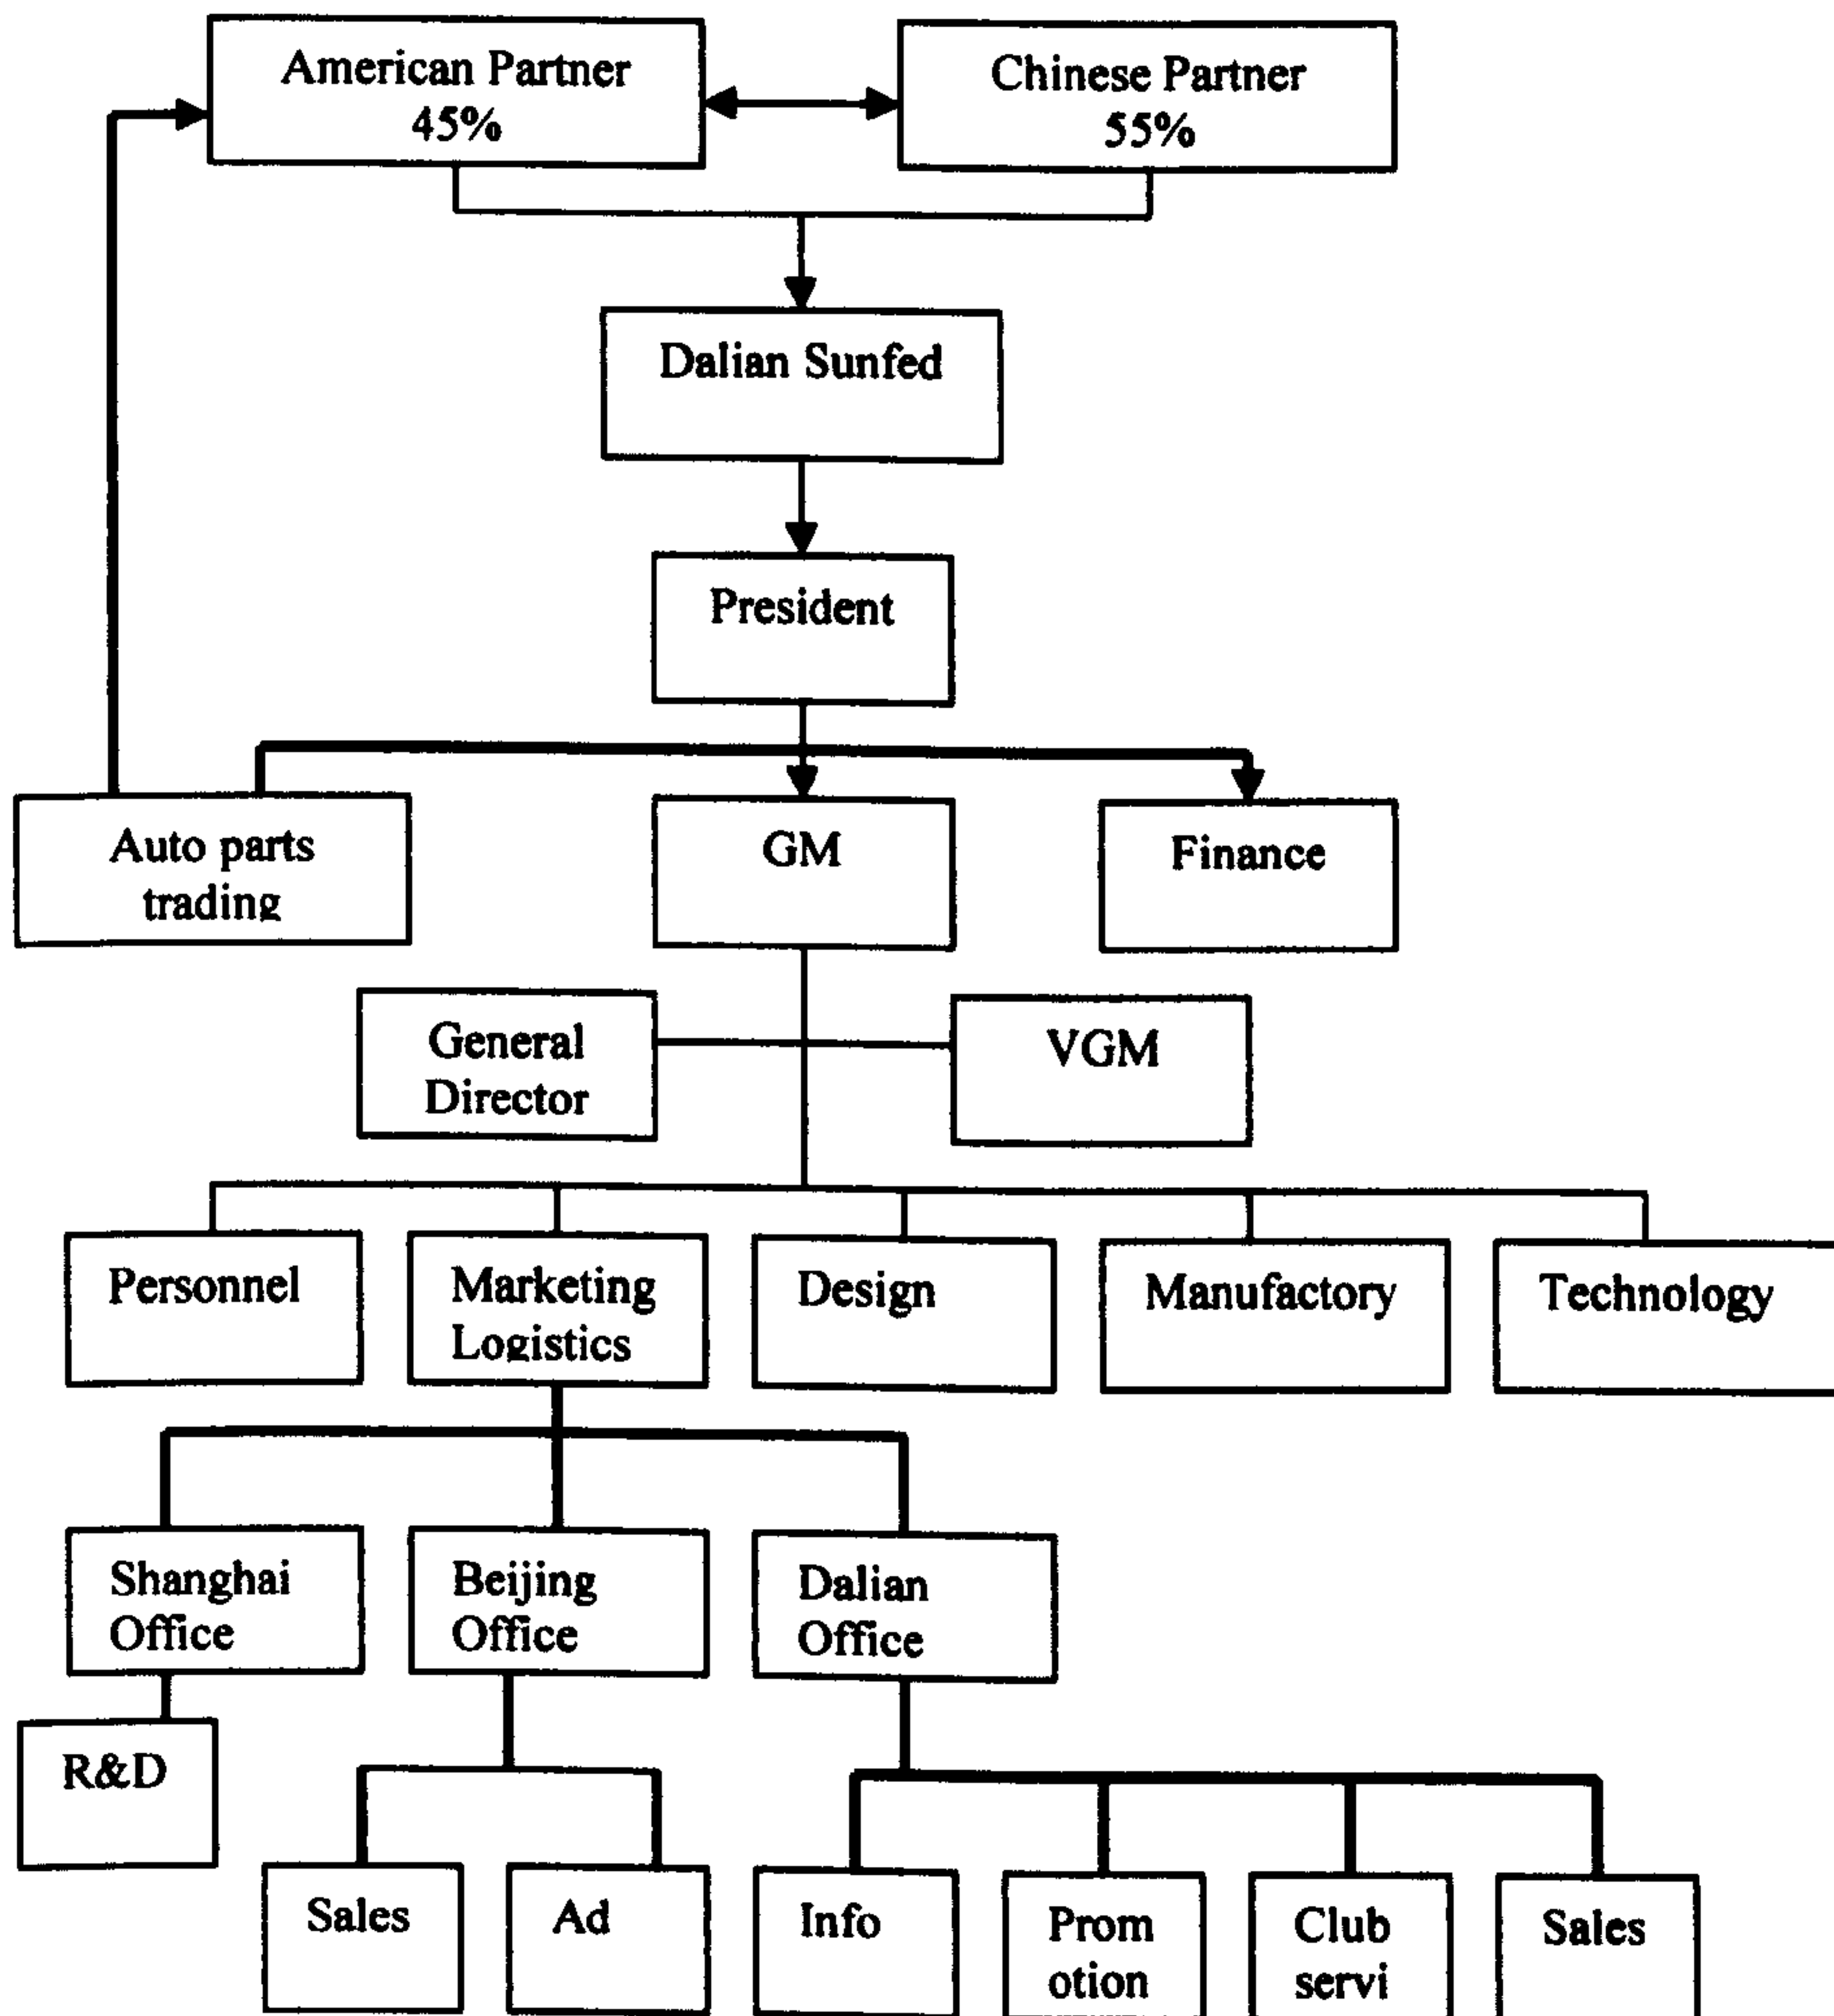 American Partner
45%
Chinese Partner
55%
Dalian Sunfed
President
Auto parts
trading
GM
Finance
General
Director
VGM
Personnel
Marketing
Logistics
Design
Manufactory
Technology
Shanghai
Office
Beijing
Office
Dalian
Office
R&D
Sales
Ad
Info
Prom
otion
Club
servi
Sales